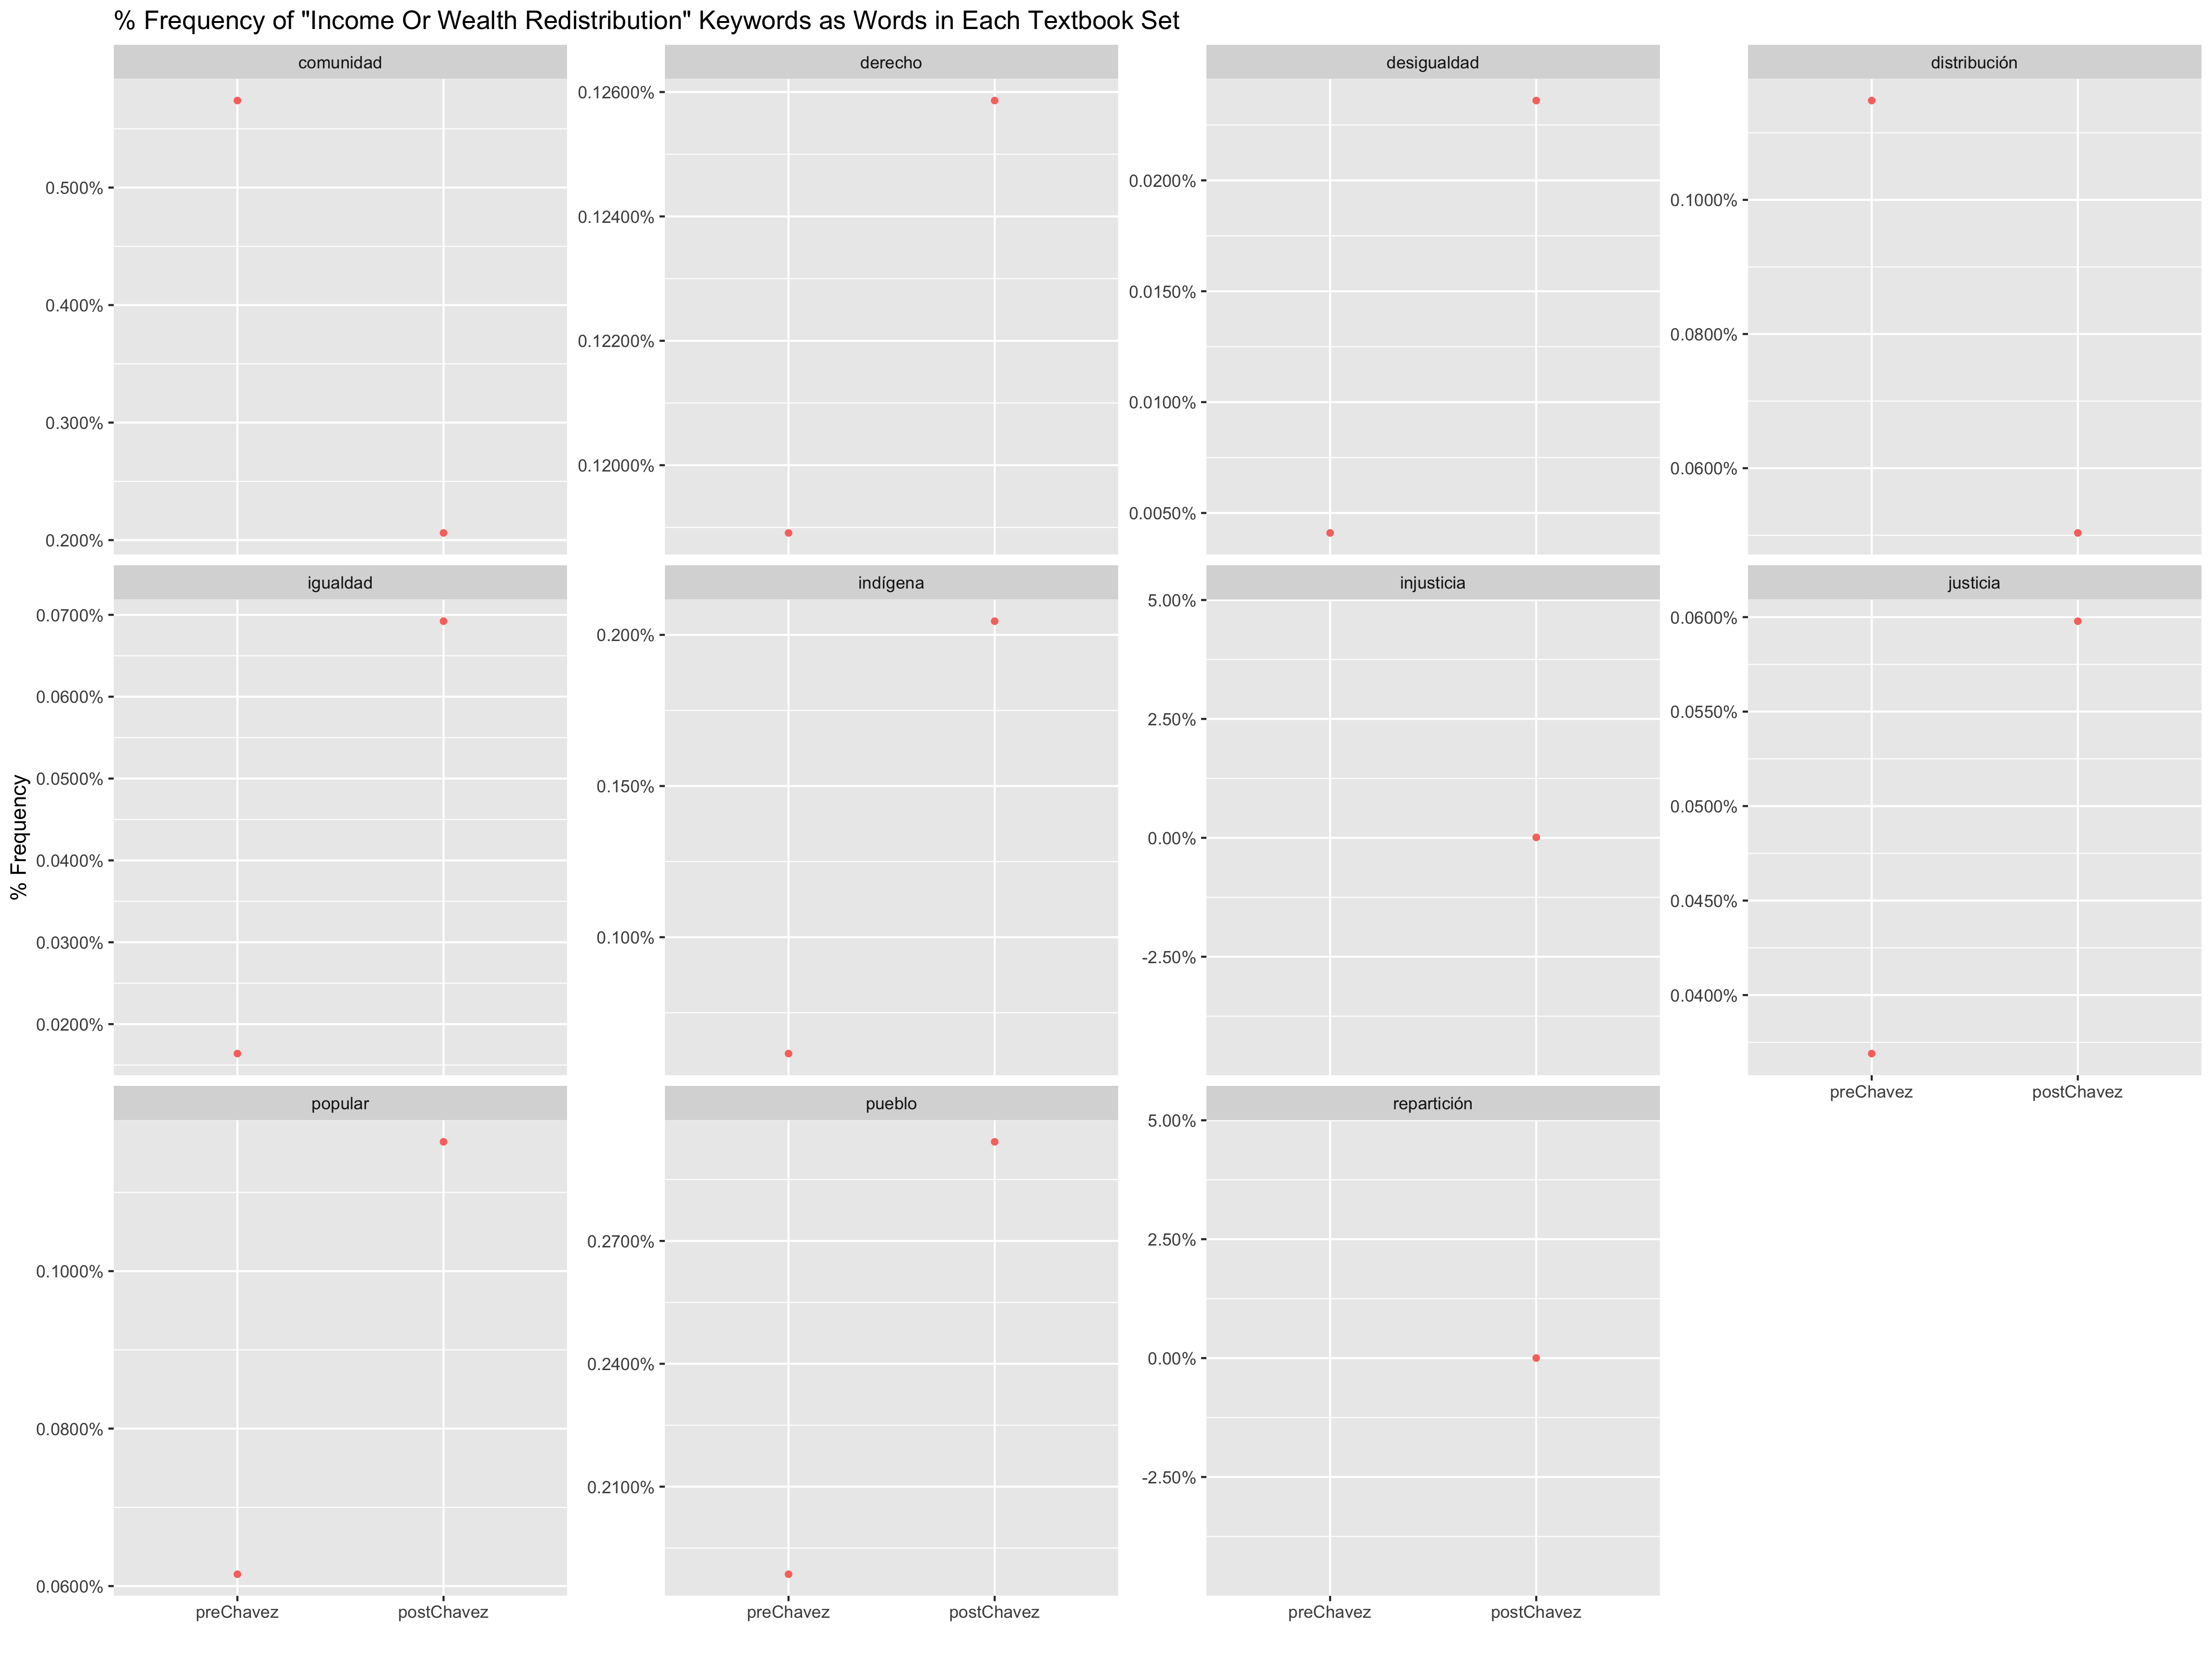 % Frequency of "Income Or Wealth Redistribution" Keywords as Words in Each Textbook Set
comunidad
derecho
desigualdad
distribución
0.500%
0.400%
0.300%
0.200%
0.12600%
0.12400%
0.12200%
0.12000%
0.0200%
0.0150%
0.0100%
0.0050%
0.1000%
0.0800%
0.0600%
igualdad
indígena
injusticia
justicia
0.0700%
0.0600%
0.0500%
0.0400%
0.0300%
0.0200%
0.200%
0.150%
0.100%
5.00%
2.50%
0.00%
-2.50%
0.0600%
0.0550%
0.0500%
0.0450%
0.0400%
preChavez
postChavez
% Frequency
popular
pueblo
repartición
0.1000%
0.0800%
0.0600%
0.2700%
0.2400%
0.2100%
5.00%
2.50%
0.00%
-2.50%
preChavez
postChavez
preChavez
postChavez
preChavez
postChavez